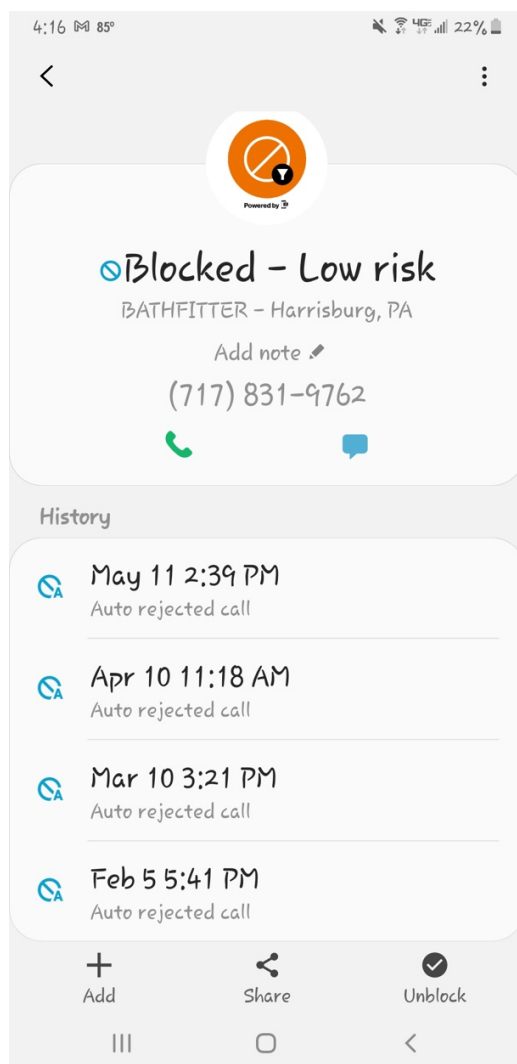 4:16 85° 4GE 22%
Powered by
Blocked – Low risk
BATHFITTER – Harrisburg, PA
Add note
(717) 831-9762
History
May 11 2:39 PM
Auto rejected call
Apr 10 11:18 AM
Auto rejected call
Mar 10 3:21 PM
Auto rejected call
Feb 5 5:41 PM
Auto rejected call
Add Share Unblock